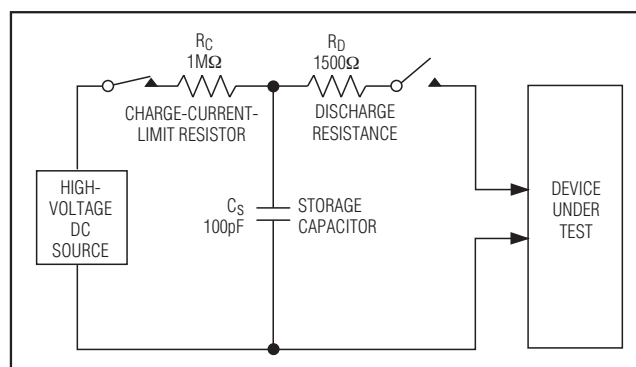 RC
1MΩ
CHARGE-CURRENT-
LIMIT RESISTOR
RD
1500Ω
DISCHARGE
RESISTANCE
HIGH-
VOLTAGE
DC
SOURCE
CS
100pF
STORAGE
CAPACITOR
DEVICE
UNDER
TEST